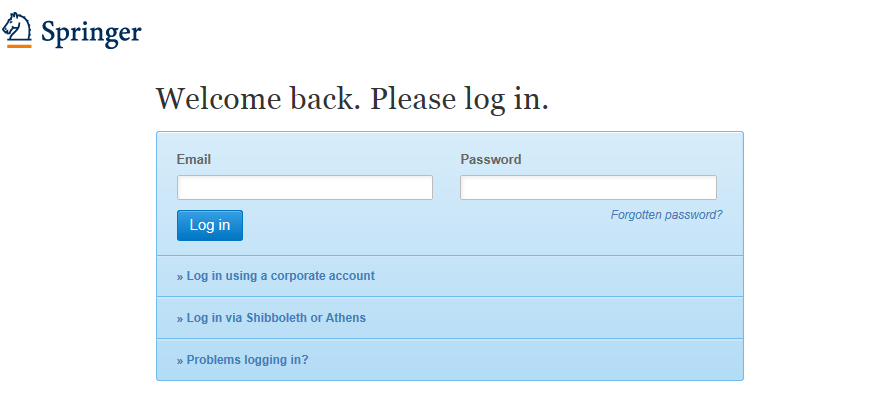 Springer
Welcome back. Please log in.
Email
Password
Log in
Forgotten password?
» Log in using a corporate account
» Log in via Shibboleth or Athens
» Problems logging in?